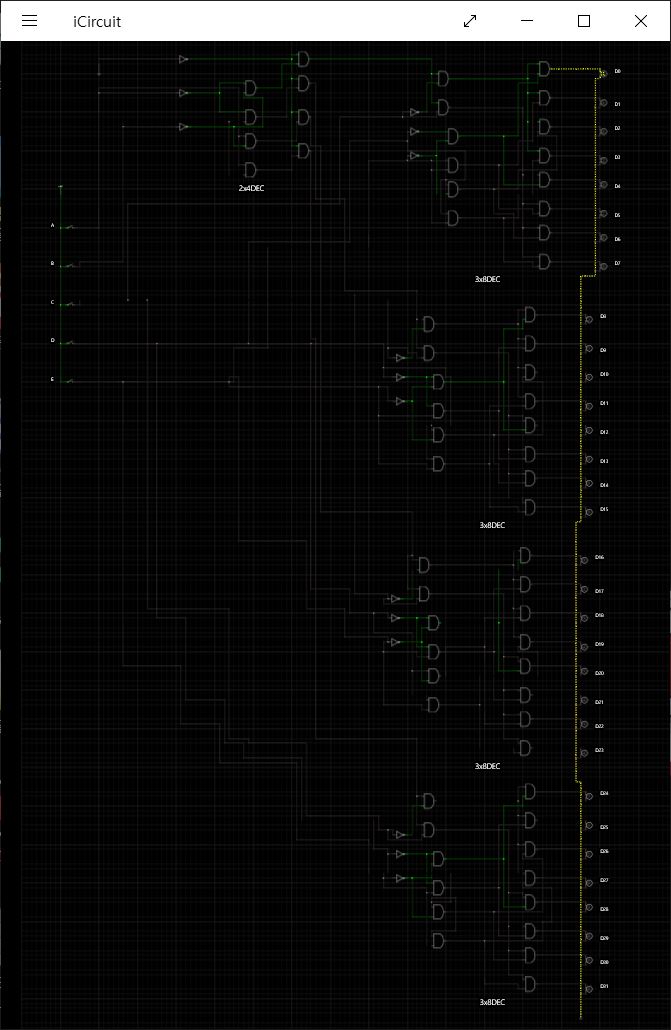 iCircuit
D0
D1
D2
D3
D4
D5
D6
D7
2x4DEC
A
B
C
D
E
3x8DEC
D8
D9
D10
D11
D12
D13
D14
D15
3x8DEC
D16
D17
D18
D19
D20
D21
D22
D23
3x8DEC
D24
D25
D26
D27
D28
D29
D30
D31
3x8DEC